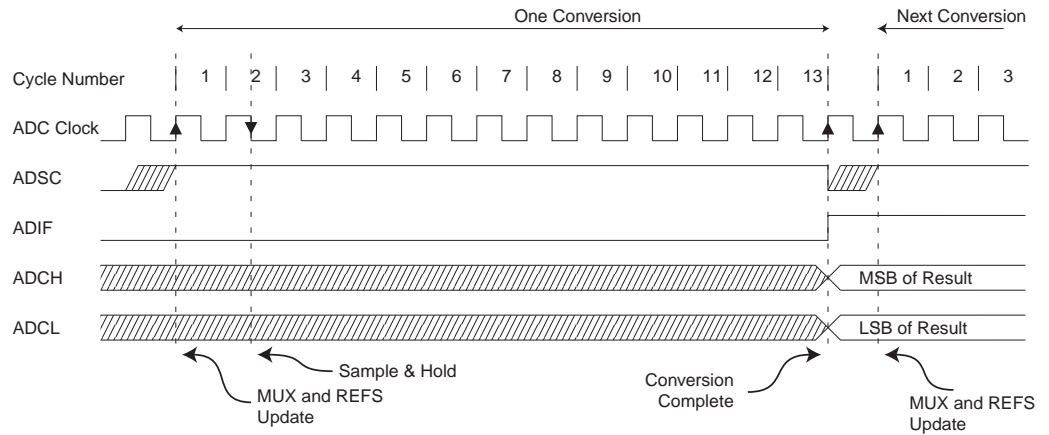 One Conversion
Next Conversion
Cycle Number
1 2 3 4 5 6 7 8 9 10 11 12 13 1 2 3
ADC Clock
ADSC
ADIF
ADCH
MSB of Result
ADCL
LSB of Result
Sample & Hold
MUX and REFS
Update
Conversion
Complete
MUX and REFS
Update